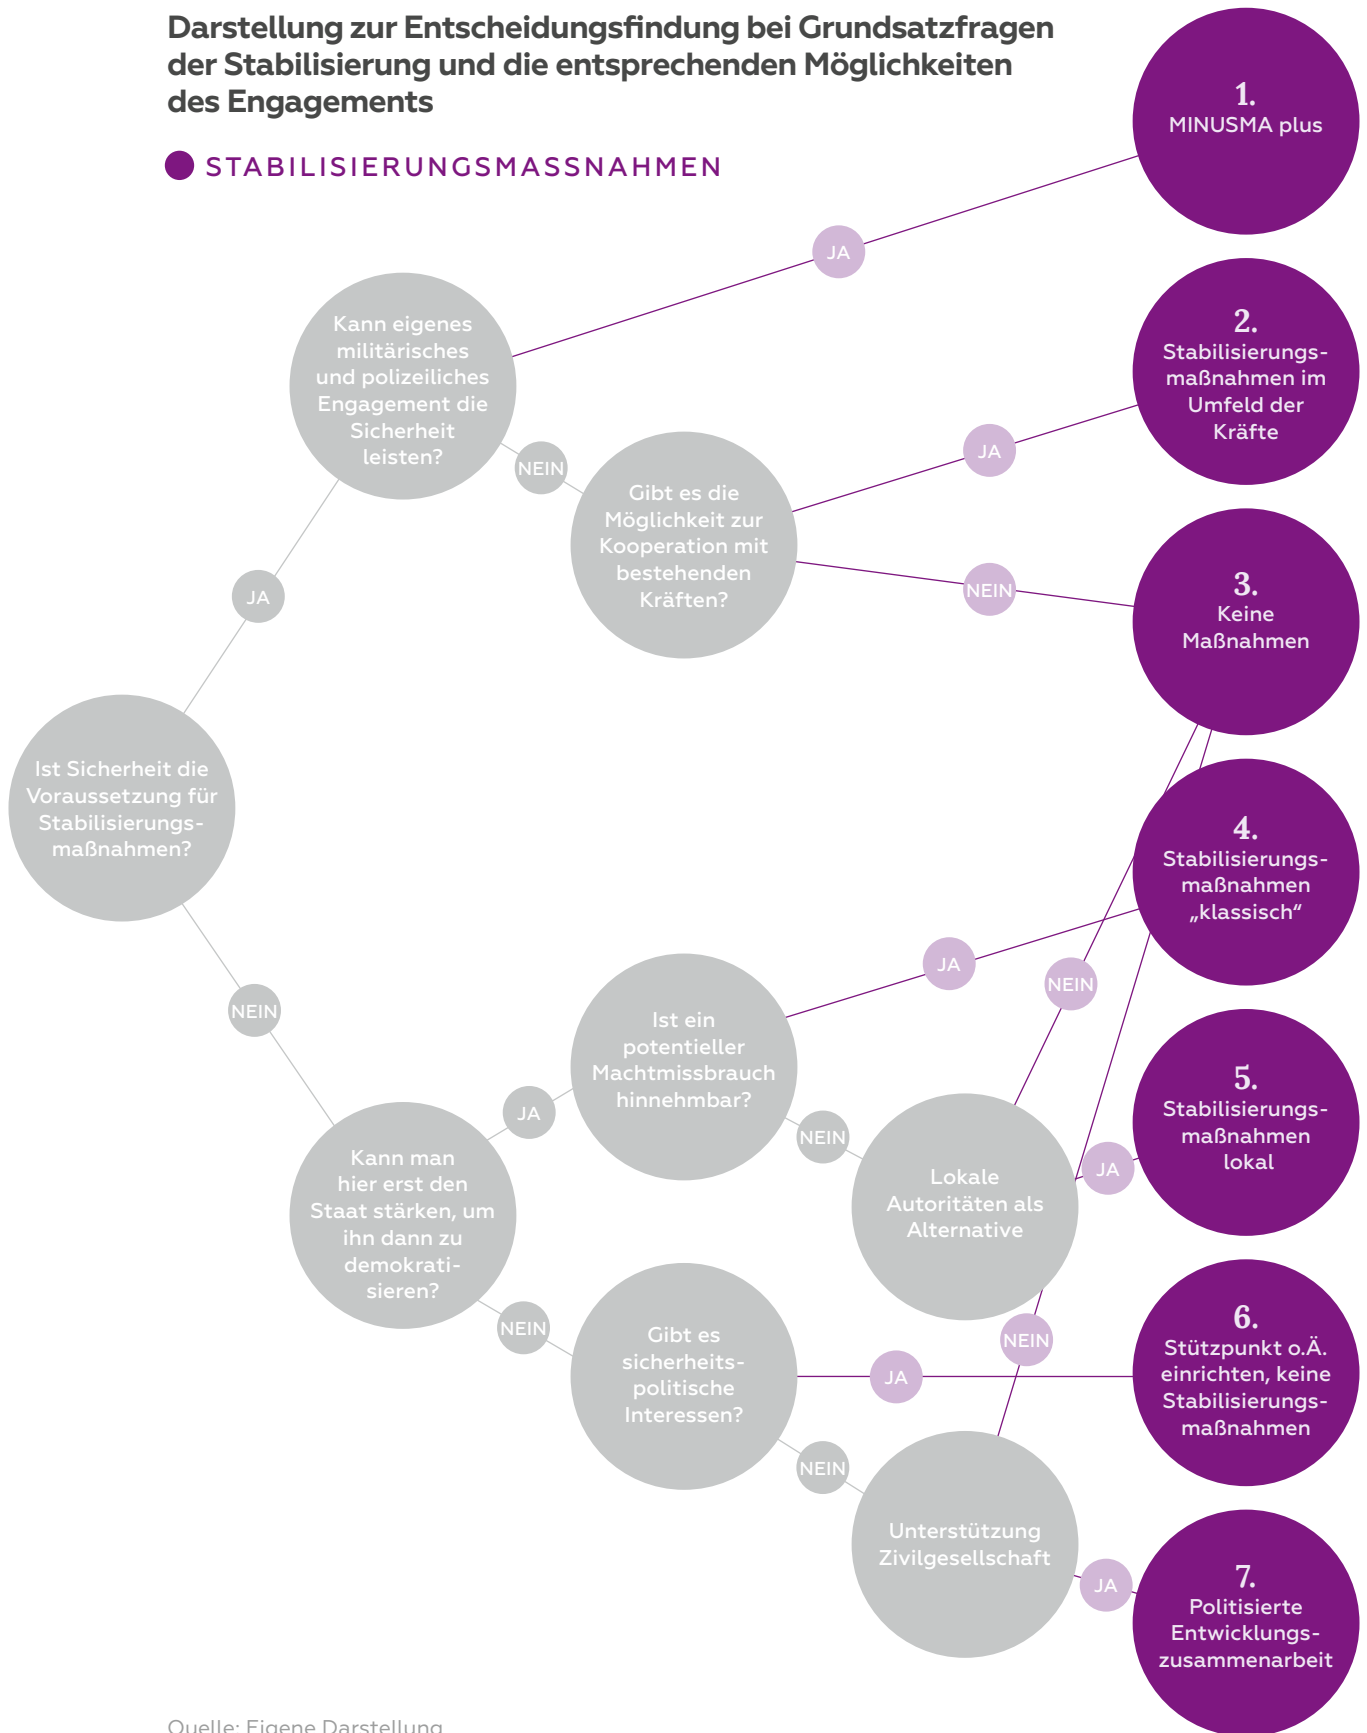 Darstellung zur Entscheidungsfindung bei Grundsatzfragen
der Stabilisierung und die entsprechenden Möglichkeiten
des Engagements
STABILISIERUNGSMASSNAHMEN
1.
MINUSMA plus
JA
2.
Stabilisierungs-
maßnahmen im
Umfeld der
Kräfte
Kann eigenes
militärisches
und polizeiliches
Engagement die
Sicherheit
leisten?
JA
NEIN
Gibt es die
Möglichkeit zur
Kooperation mit
bestehenden
Kräften?
NEIN
3.
Keine
Maßnahmen
JA
Ist Sicherheit die
Voraussetzung für
Stabilisierungs-
maßnahmen?
4.
Stabilisierungs-
maßnahmen
„klassisch“
JA
NEIN
NEIN
Ist ein
potentieller
Machtmissbrauch
hinnehmbar?
5.
Stabilisierungs-
maßnahmen
lokal
JA
NEIN
JA
Kann man
hier erst den
Staat stärken, um
ihn dann zu
demokrati-
sieren?
Lokale
Autoritäten als
Alternative
NEIN
NEIN
Gibt es
sicherheits-
politische
Interessen?
JA
6.
Stützpunkt o.Ä.
einrichten, keine
Stabilisierungs-
maßnahmen
NEIN
Unterstützung
Zivilgesellschaft
JA
7.
Politisierte
Entwicklungs-
zusammenarbeit
Quelle: Eigene Darstellung